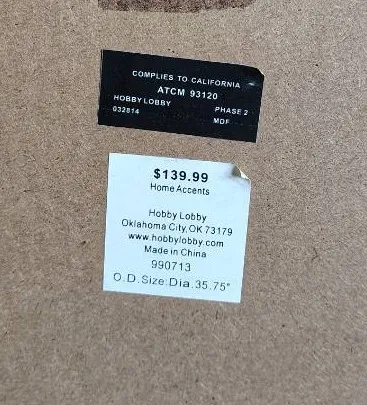 COMPLIES TO CALIFORNIA
ATCM 93120
HOBBY LOBBY PHASE 2
032814 MDF
$139.99
Home Accents
Hobby Lobby
Oklahoma City, OK 73179
www.hobbylobby.com
Made in China
990713
O.D.Size:Dia.35.75"